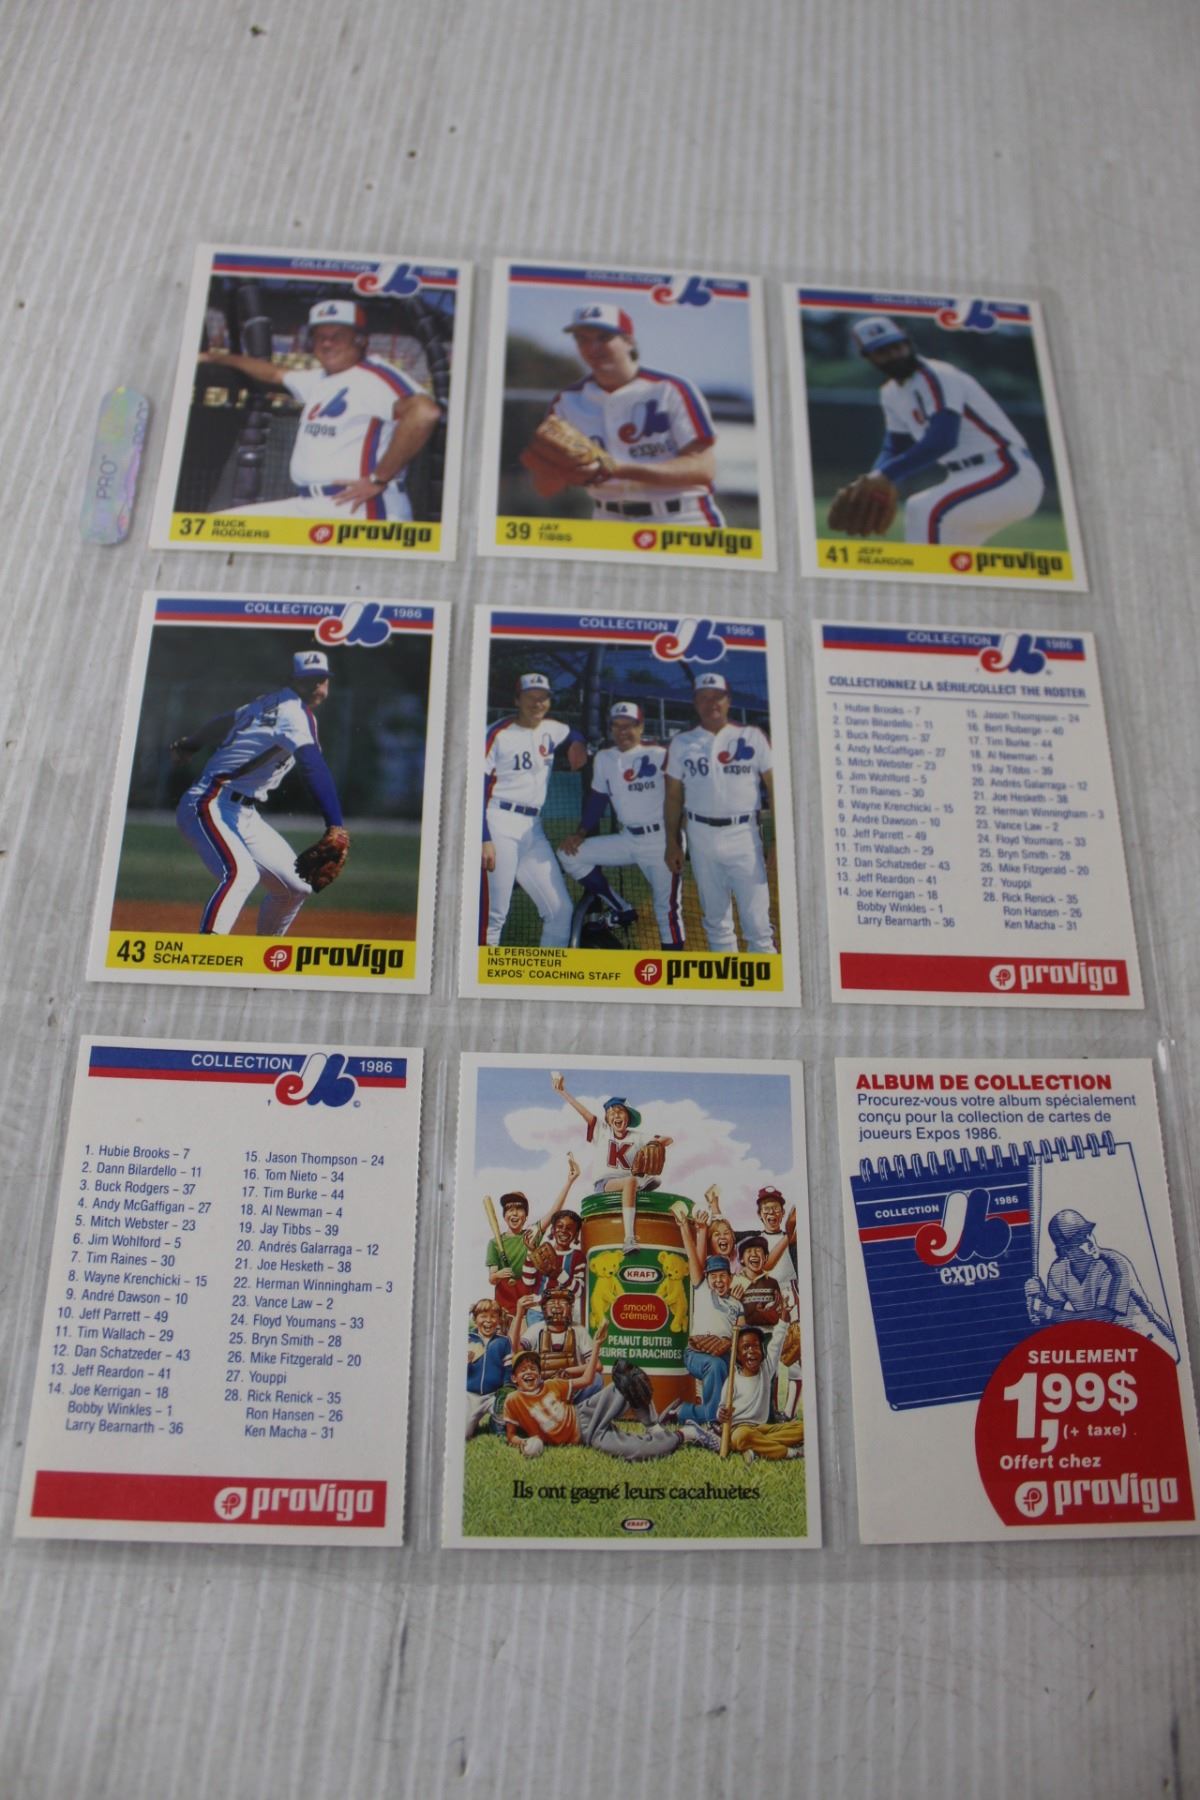 COLLECTION 1986
expos
37 BUCK
RODGERS
provigo
COLLECTION 1986
expos
39 JAY
TIBBS
provigo
COLLECTION 1986
41 JEFF
REARDON
provigo
PRO
COLLECTION 1986
43 DAN
SCHATZEDER
provigo
COLLECTION 1986
18
1
expos
36
expos
LE PERSONNEL
INSTRUCTEUR
EXPOS' COACHING STAFF
provigo
COLLECTION 1986
COLLECTIONNEZ LA SÉRIE/COLLECT THE ROSTER
1. Hubie Brooks – 7
2. Dann Bilardello – 11
3. Buck Rodgers – 37
4. Andy McGaffigan – 27
5. Mitch Webster – 23
6. Jim Wohlford – 5
7. Tim Raines – 30
8. Wayne Krenchicki – 15
9. André Dawson – 10
10. Jeff Parrett – 49
11. Tim Wallach – 29
12. Dan Schatzeder – 43
13. Jeff Reardon – 41
14. Joe Kerrigan – 18
Bobby Winkles – 1
Larry Bearnarth – 36
15. Jason Thompson – 24
16. Bert Roberge – 40
17. Tim Burke – 44
18. Al Newman – 4
19. Jay Tibbs – 39
20. Andrés Galarraga – 12
21. Joe Hesketh – 38
22. Herman Winningham – 3
23. Vance Law – 2
24. Floyd Youmans – 33
25. Bryn Smith – 28
26. Mike Fitzgerald – 20
27. Youppi
28. Rick Renick – 35
Ron Hansen – 26
Ken Macha – 31
provigo
COLLECTION 1986
1. Hubie Brooks – 7
2. Dann Bilardello – 11
3. Buck Rodgers – 37
4. Andy McGaffigan – 27
5. Mitch Webster – 23
6. Jim Wohlford – 5
7. Tim Raines – 30
8. Wayne Krenchicki – 15
9. André Dawson – 10
10. Jeff Parrett – 49
11. Tim Wallach – 29
12. Dan Schatzeder – 43
13. Jeff Reardon – 41
14. Joe Kerrigan – 18
Bobby Winkles – 1
Larry Bearnarth – 36
15. Jason Thompson – 24
16. Tom Nieto – 34
17. Tim Burke – 44
18. Al Newman – 4
19. Jay Tibbs – 39
20. Andrés Galarraga – 12
21. Joe Hesketh – 38
22. Herman Winningham – 3
23. Vance Law – 2
24. Floyd Youmans – 33
25. Bryn Smith – 28
26. Mike Fitzgerald – 20
27. Youppi
28. Rick Renick – 35
Ron Hansen – 26
Ken Macha – 31
provigo
K
KRAFT
smooth
crémeux
PEANUT BUTTER
BEURRE D'ARACHIDES
Ils ont gagné leurs cacahuètes
KRAFT
ALBUM DE COLLECTION
Procurez-vous votre album spécialement
conçu pour la collection de cartes de
joueurs Expos 1986.
COLLECTION 1986
expos
SEULEMENT
1,99$
(+ taxe)
Offert chez
provigo